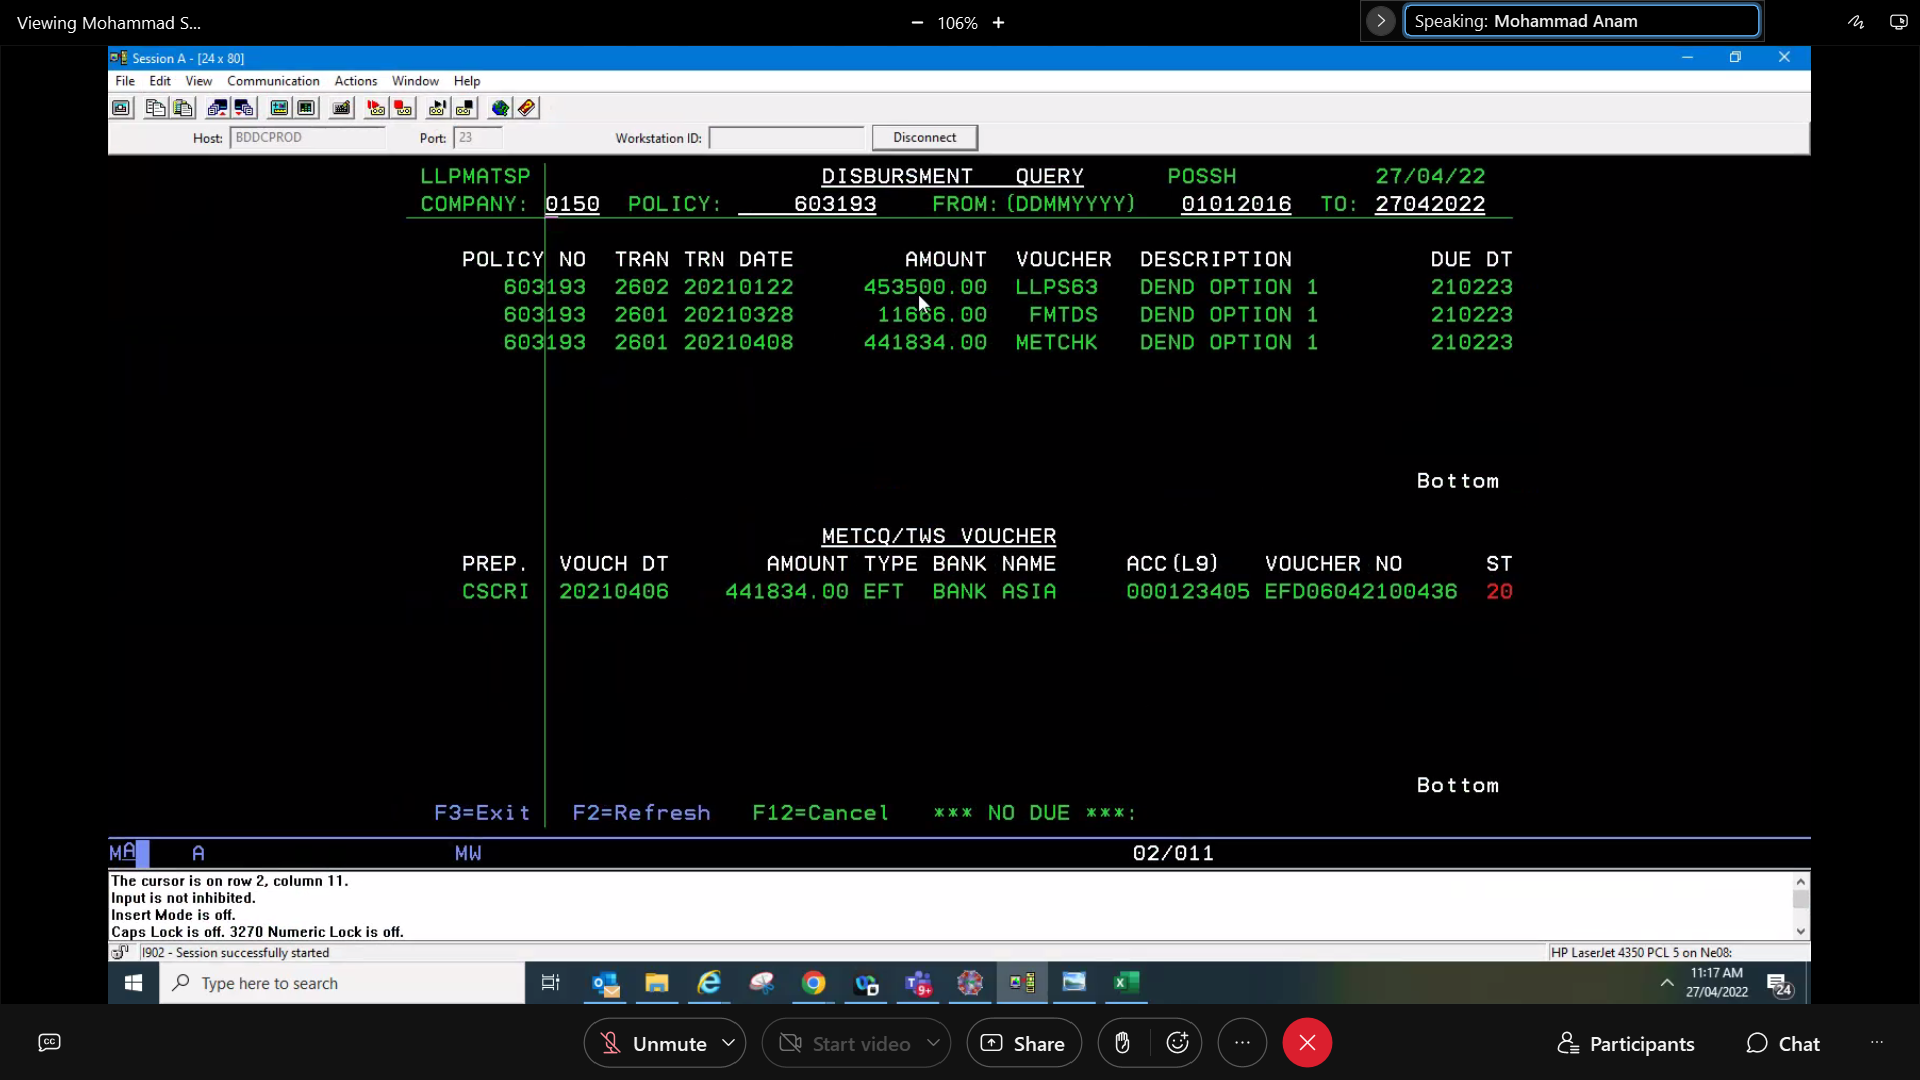 Viewing Mohammad S...
− 106% +
Speaking: Mohammad Anam
Session A - [24 x 80]
File Edit View Communication Actions Window Help
Host: BDDCPROD Port: 23 Workstation ID: Disconnect
LLPMATSP DISBURSMENT QUERY POSSH 27/04/22
COMPANY: 0150 POLICY: 603193 FROM:(DDMMYYYY) 01012016 TO: 27042022
POLICY NO TRAN TRN DATE AMOUNT VOUCHER DESCRIPTION DUE DT
603193 2602 20210122 453500.00 LLPS63 DEND OPTION 1 210223
603193 2601 20210328 11666.00 FMTDS DEND OPTION 1 210223
603193 2601 20210408 441834.00 METCHK DEND OPTION 1 210223
Bottom
METCQ/TWS VOUCHER
PREP. VOUCH DT AMOUNT TYPE BANK NAME ACC(L9) VOUCHER NO ST
CSCRI 20210406 441834.00 EFT BANK ASIA 000123405 EFD06042100436 20
Bottom
F3=Exit F2=Refresh F12=Cancel *** NO DUE ***:
MA A MW 02/011
The cursor is on row 2, column 11.
Input is not inhibited.
Insert Mode is off.
Caps Lock is off. 3270 Numeric Lock is off.
I902 - Session successfully started HP LaserJet 4350 PCL 5 on Ne08:
Type here to search
9+
11:17 AM
27/04/2022
24
CC Unmute Start video Share ... Participants Chat ...